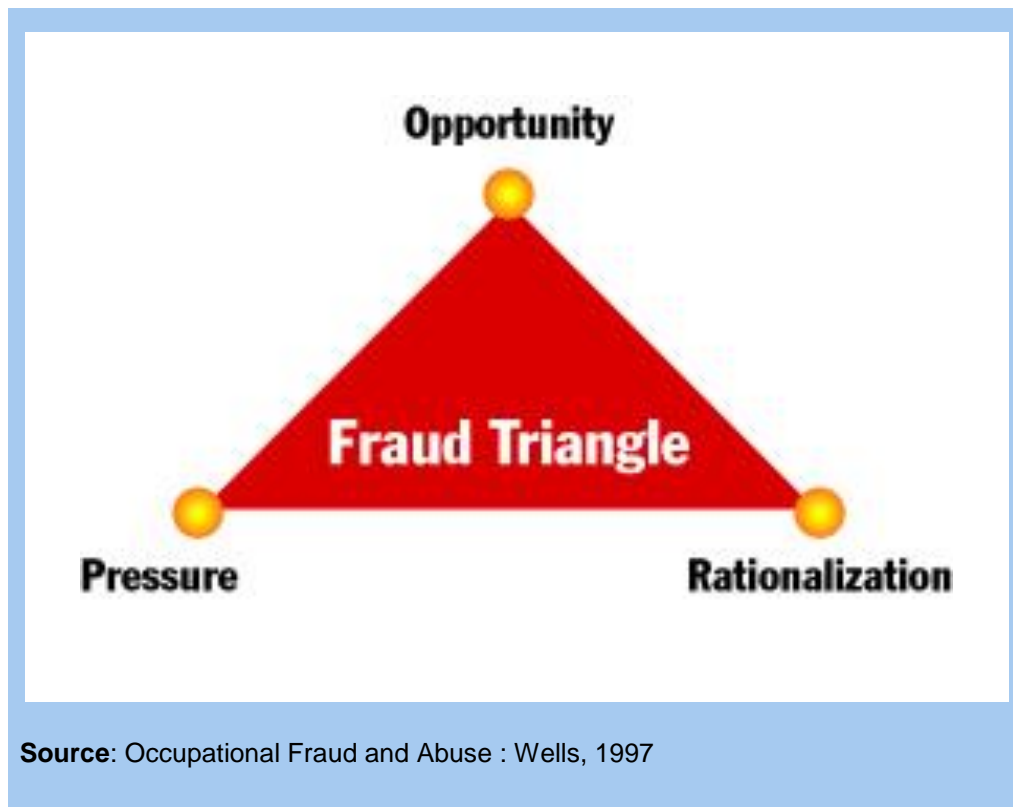 Opportunity
Fraud Triangle
Pressure Rationalization
Source: Occupational Fraud and Abuse : Wells, 1997